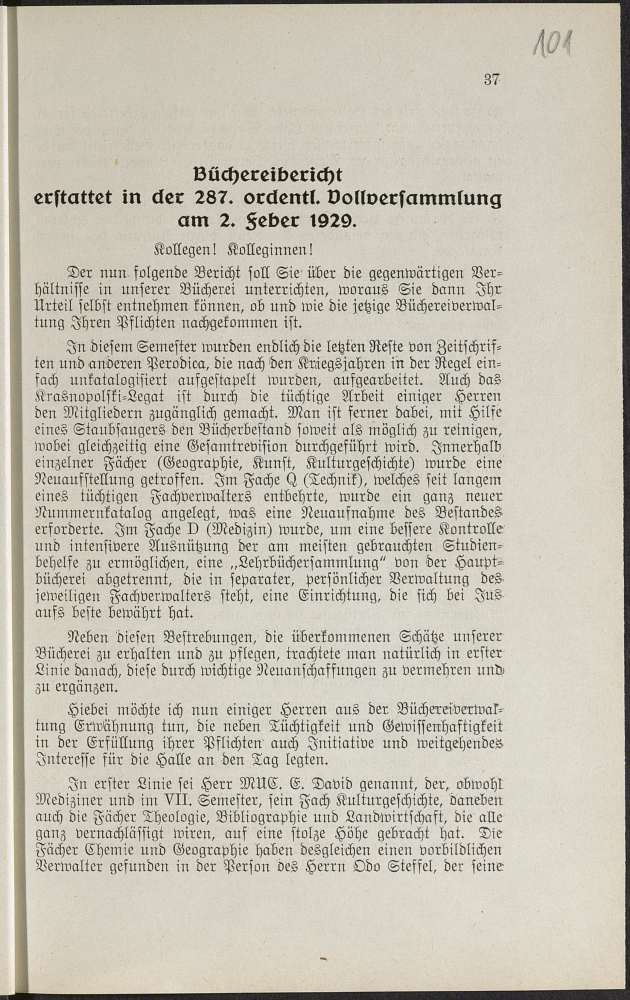 101
37
Büchereibericht
erstattet in der 287. ordentl. Vollversammlung
am 2. Feber 1929.
Kollegen! Kolleginnen!
Der nun folgende Bericht soll Sie über die gegenwärtigen Ver-
hältnisse in unserer Bücherei unterrichten, woraus Sie dann Ihr
Urteil selbst entnehmen können, ob und wie die jetzige Büchereiverwal-
tung Ihren Pflichten nachgekommen ist.
In diesem Semester wurden endlich die letzten Reste von Zeitschrif-
ten und anderen Perodica, die nach den Kriegsjahren in der Regel ein-
fach unkatalogisiert aufgestapelt wurden, aufgearbeitet. Auch das
Krasnopolski-Legat ist durch die tüchtige Arbeit einiger Herren
den Mitgliedern zugänglich gemacht. Man ist ferner dabei, mit Hilfe
eines Staubsaugers den Bücherbestand soweit als möglich zu reinigen,
wobei gleichzeitig eine Gesamtrevision durchgeführt wird. Innerhalb
einzelner Fächer (Geographie, Kunst, Kulturgeschichte) wurde eine
Neuaufstellung getroffen. Im Fache Q (Technik), welches seit langem
eines tüchtigen Fachverwalters entbehrte, wurde ein ganz neuer
Nummernkatalog angelegt, was eine Neuaufnahme des Bestandes
erforderte. Im Fache D (Medizin) wurde, um eine bessere Kontrolle
und intensivere Ausnützung der am meisten gebrauchten Studien-
behelfe zu ermöglichen, eine „Lehrbüchersammlung“ von der Haupt-
bücherei abgetrennt, die in separater, persönlicher Verwaltung des
jeweiligen Fachverwalters steht, eine Einrichtung, die sich bei Jus
aufs beste bewährt hat.
Neben diesen Bestrebungen, die überkommenen Schätze unserer
Bücherei zu erhalten und zu pflegen, trachtete man natürlich in erster
Linie danach, diese durch wichtige Neuanschaffungen zu vermehren und
zu ergänzen.
Hiebei möchte ich nun einiger Herren aus der Büchereiverwal-
tung Erwähnung tun, die neben Tüchtigkeit und Gewissenhaftigkeit
in der Erfüllung ihrer Pflichten auch Initiative und weitgehendes
Interesse für die Halle an den Tag legten.
In erster Linie sei Herr MUC. E. David genannt, der, obwohl
Mediziner und im VII. Semester, sein Fach Kulturgeschichte, daneben
auch die Fächer Theologie, Bibliographie und Landwirtschaft, die alle
ganz vernachlässigt wiren, auf eine stolze Höhe gebracht hat. Die
Fächer Chemie und Geographie haben desgleichen einen vorbildlichen
Verwalter gefunden in der Person des Herrn Odo Steffel, der seine